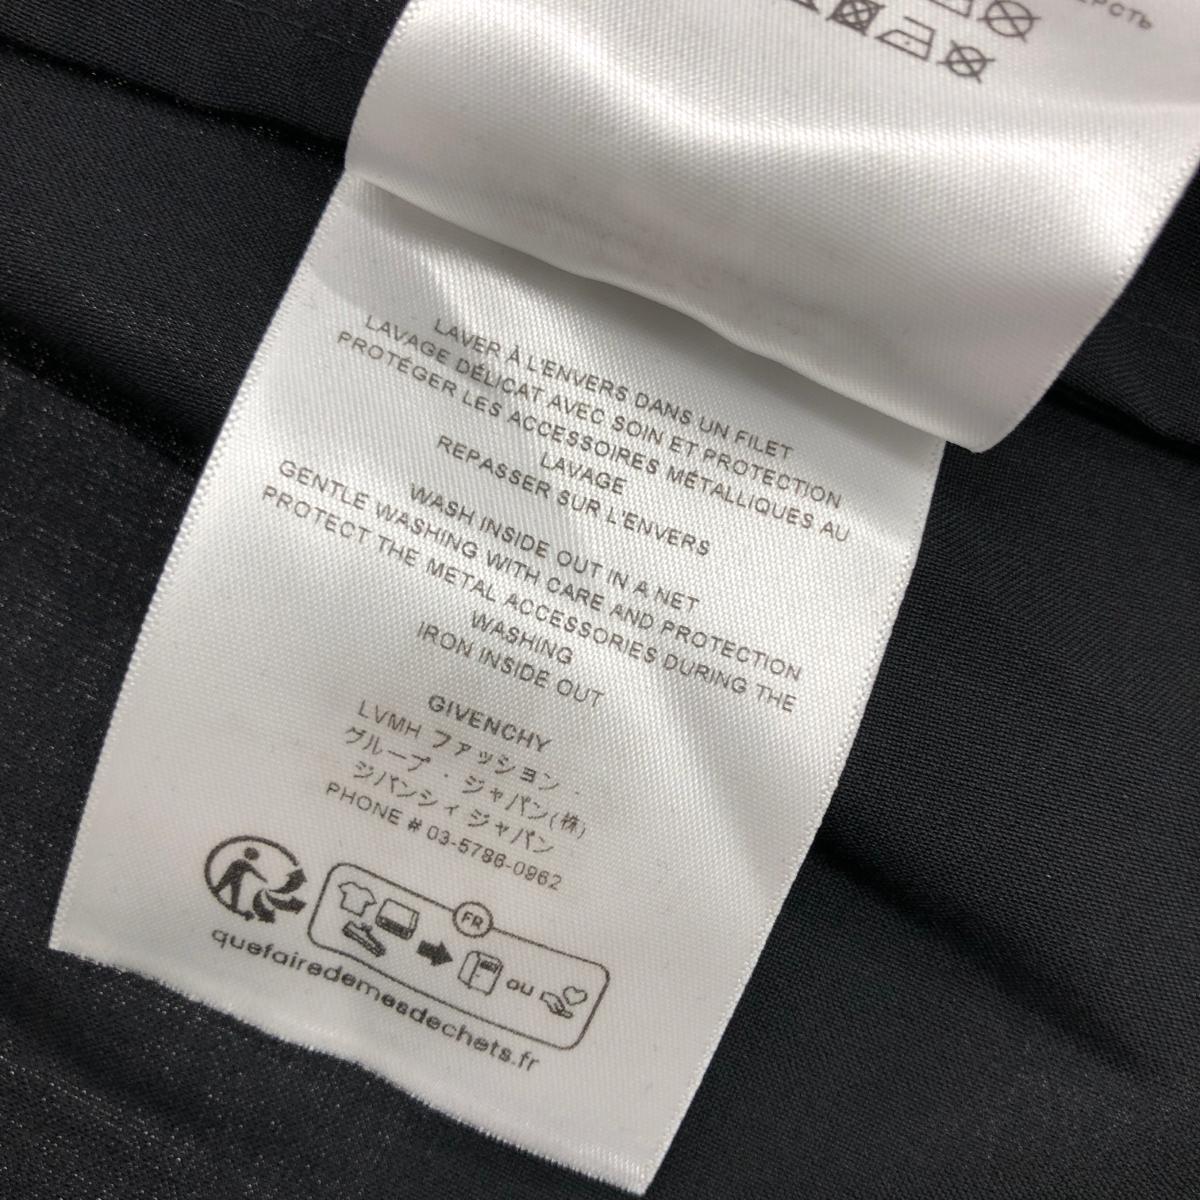 LAVER À L'ENVERS DANS UN FILET
LAVAGE DÉLICAT AVEC SOIN ET PROTECTION
PROTÉGER LES ACCESSOIRES MÉTALLIQUES AU
LAVAGE
REPASSER SUR L'ENVERS
WASH INSIDE OUT IN A NET
GENTLE WASHING WITH CARE AND PROTECTION
PROTECT THE METAL ACCESSORIES DURING THE
WASHING
IRON INSIDE OUT
GIVENCHY
LVMH ファッション・
グループ・ジャパン(株)
ジバンシィ ジャパン
PHONE # 03-5786-0962
FR
ou
quefairedemesdechets.fr